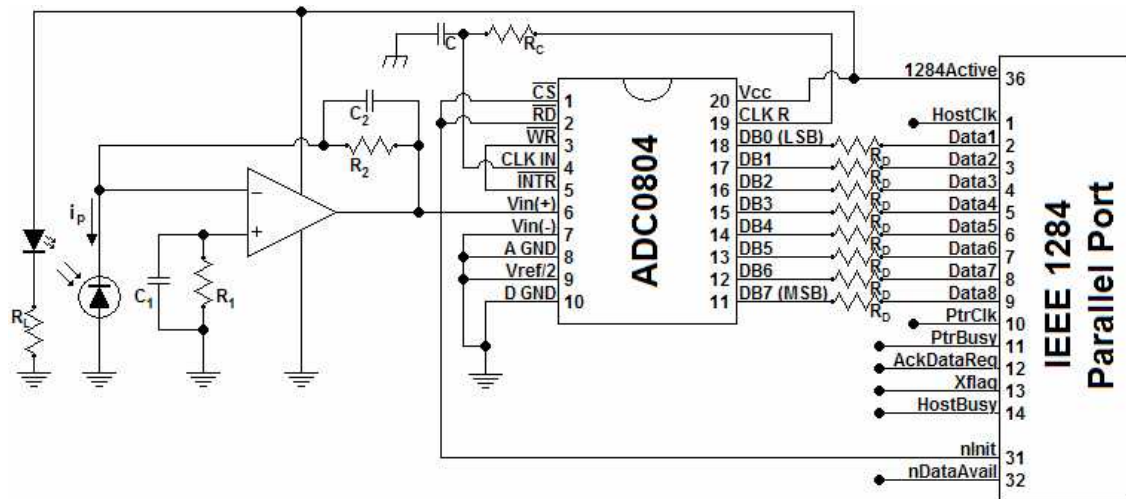 C
R_C
C_2
R_2
i_p
C_1
R_1
R_L
ADC0804
CS
1
RD
2
WR
3
CLK IN
4
INTR
5
Vin(+)
6
Vin(-)
7
A GND
8
Vref/2
9
D GND
10
Vcc
20
CLK R
19
DB0 (LSB)
18
DB1
17
DB2
16
DB3
15
DB4
14
DB5
13
DB6
12
DB7 (MSB)
11
R_D
R_D
R_D
R_D
R_D
R_D
R_D
R_D
1284Active
36
HostClk
1
Data1
2
Data2
3
Data3
4
Data4
5
Data5
6
Data6
7
Data7
8
Data8
9
PtrClk
10
PtrBusy
11
AckDataReq
12
Xflag
13
HostBusy
14
nInit
31
nDataAvail
32
IEEE 1284
Parallel Port